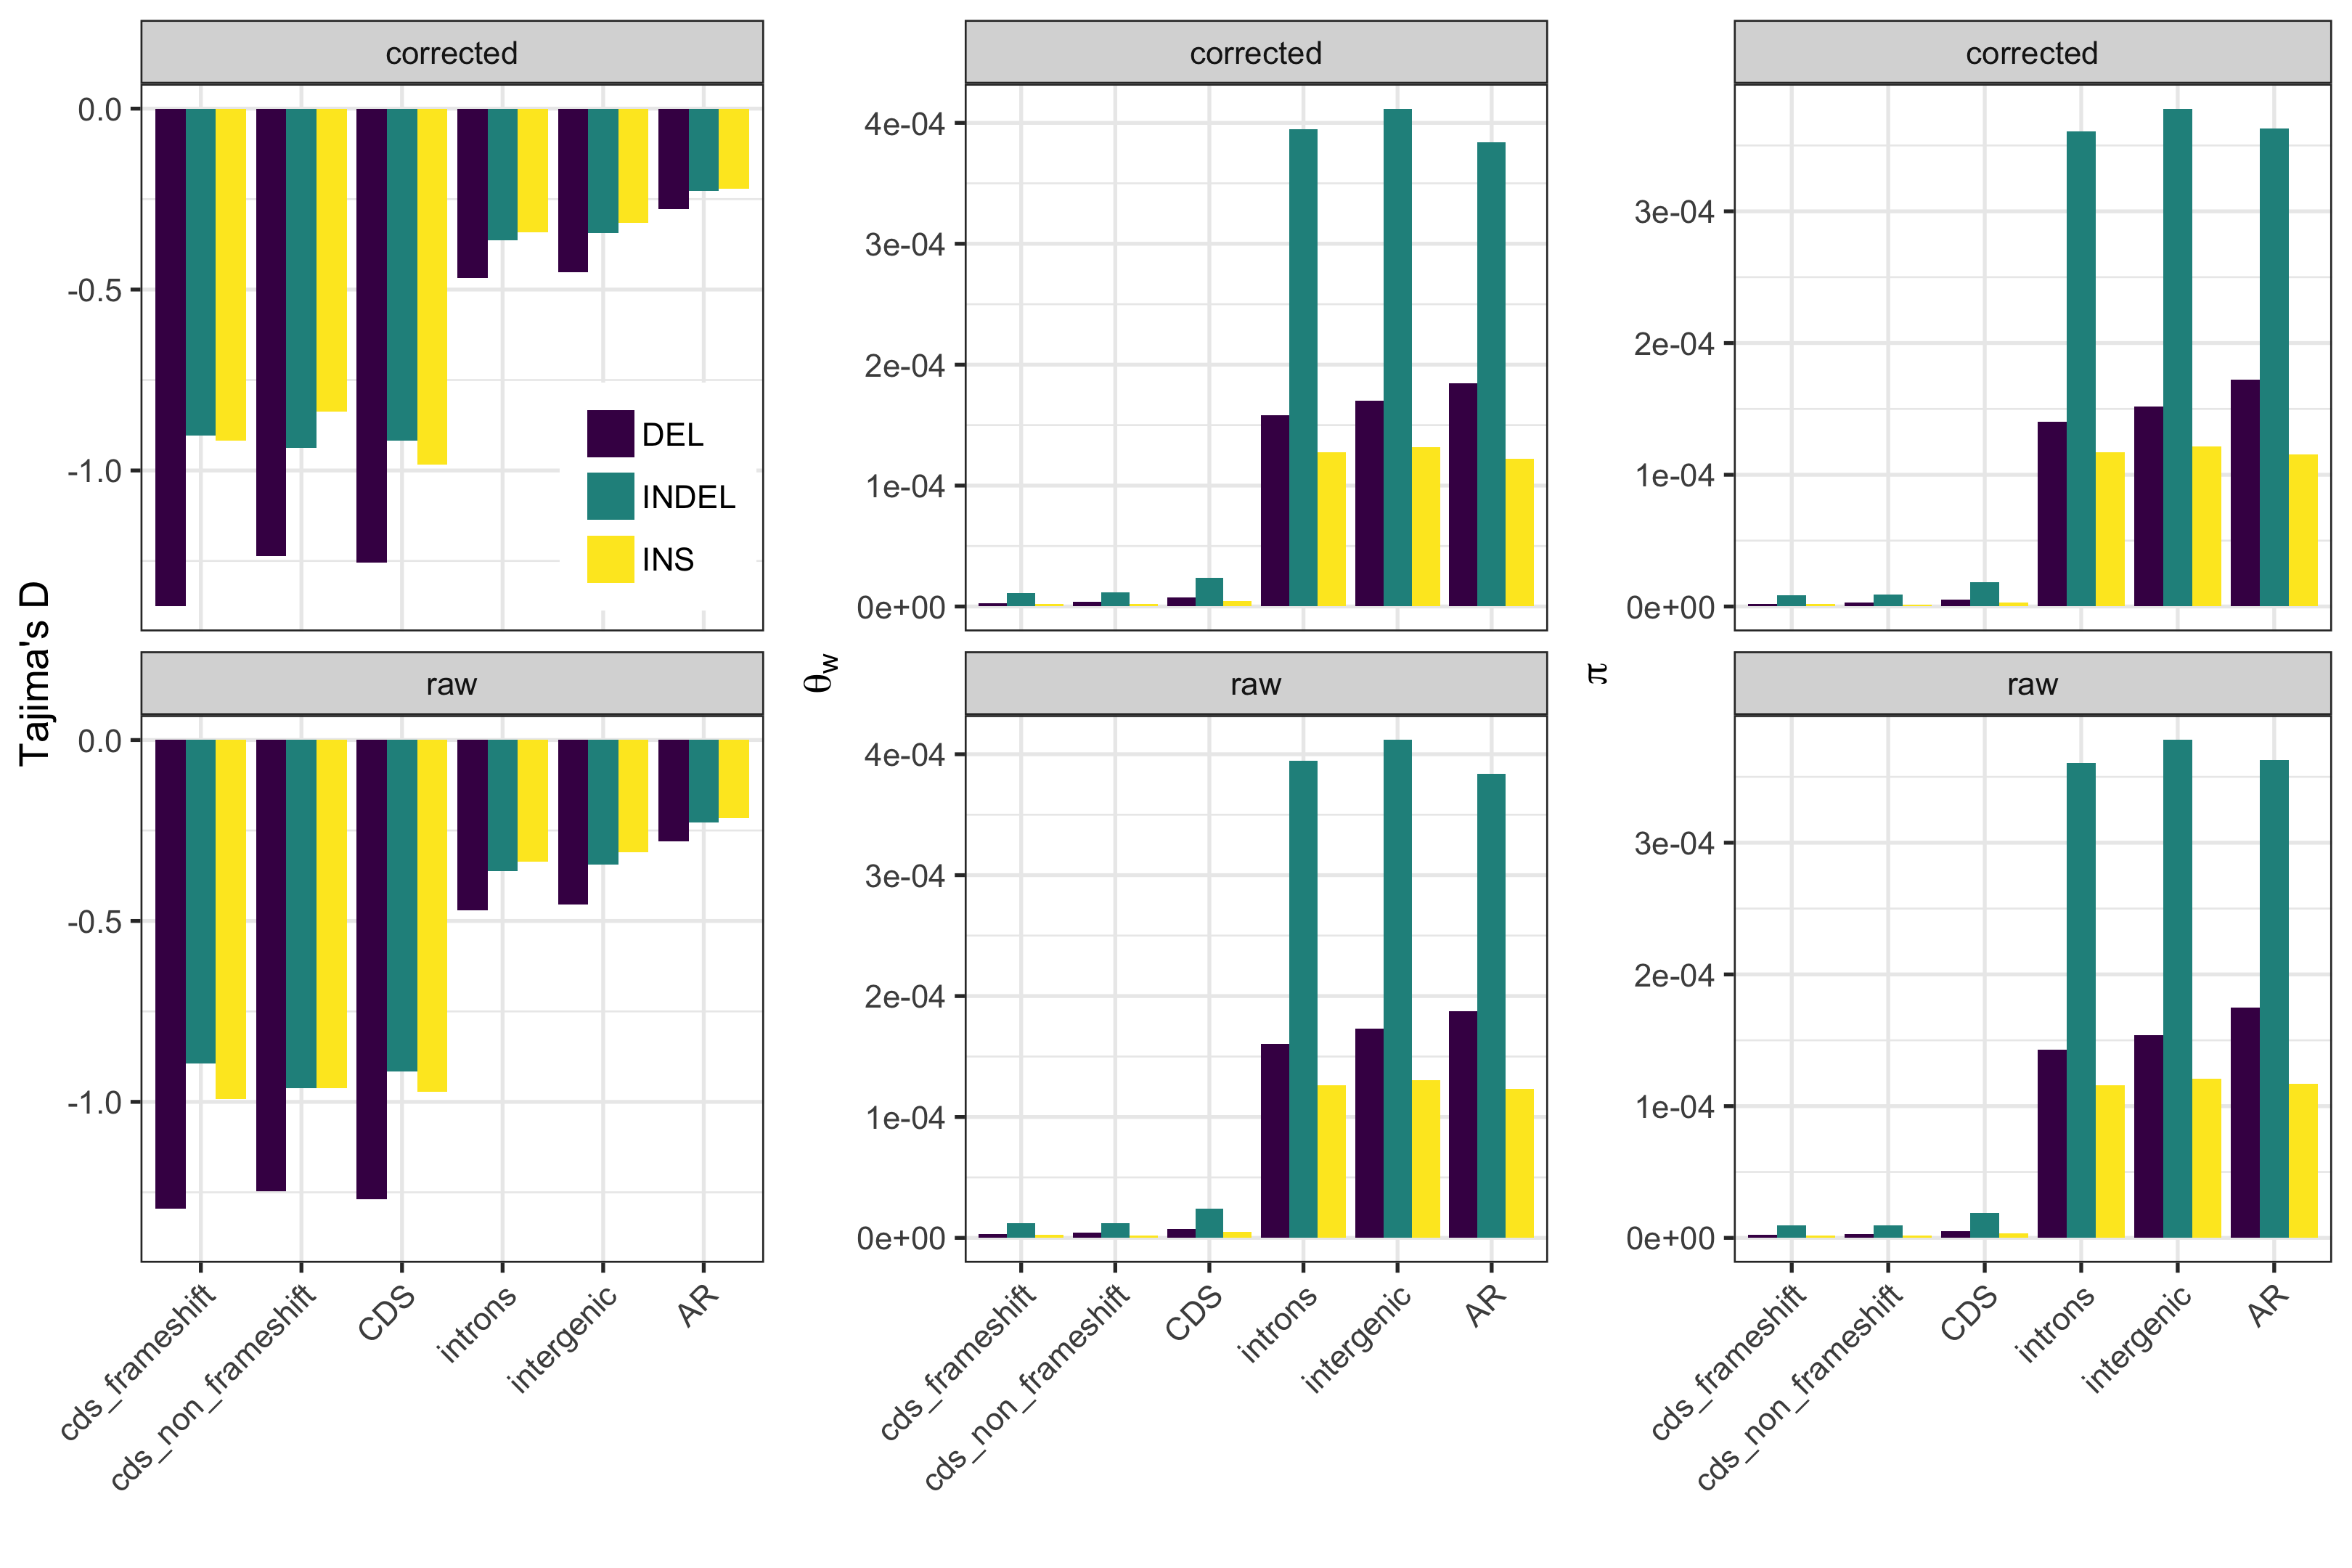 corrected
0.0
-0.5
-1.0
DEL
INDEL
INS
raw
0.0
-0.5
-1.0
Tajima's D
cds_frameshift
cds_non_frameshift
CDS
introns
intergenic
AR
corrected
4e-04
3e-04
2e-04
1e-04
0e+00
raw
4e-04
3e-04
2e-04
1e-04
0e+00
θw
cds_frameshift
cds_non_frameshift
CDS
introns
intergenic
AR
corrected
3e-04
2e-04
1e-04
0e+00
raw
3e-04
2e-04
1e-04
0e+00
π
cds_frameshift
cds_non_frameshift
CDS
introns
intergenic
AR